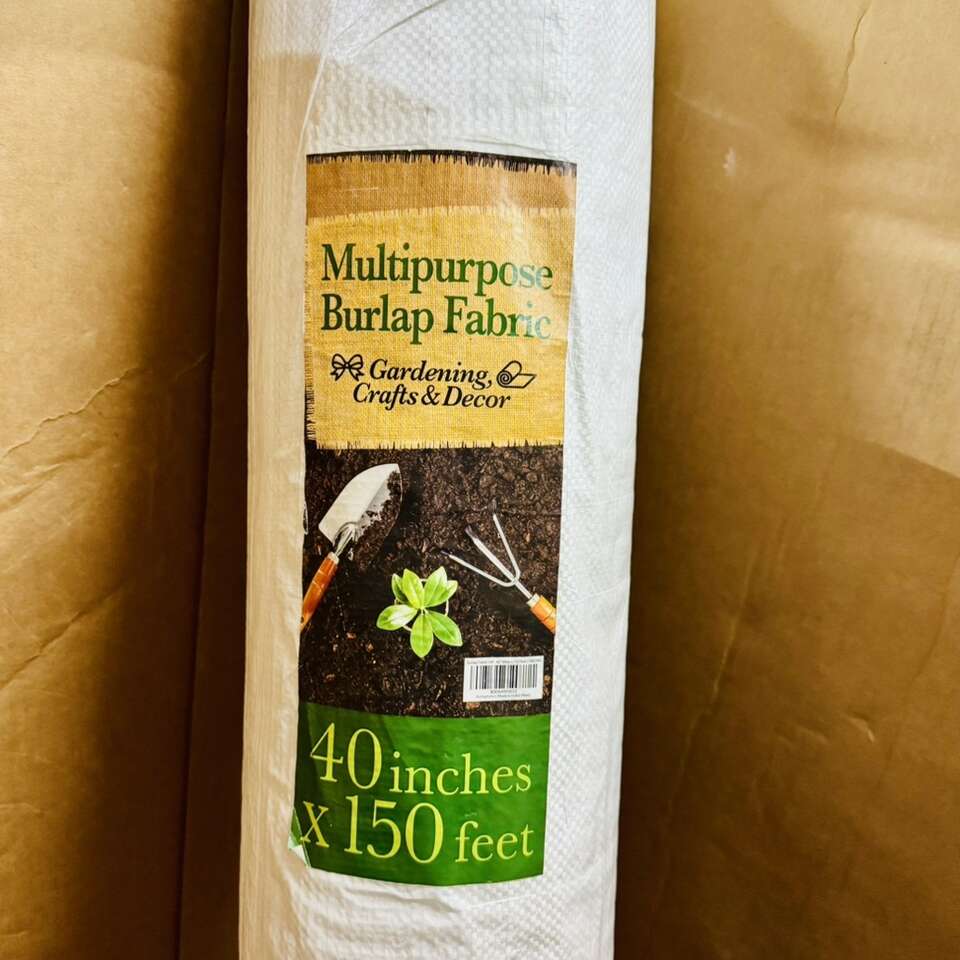 Multipurpose
Burlap Fabric
Gardening,
Crafts & Decor
40 inches
x 150 feet